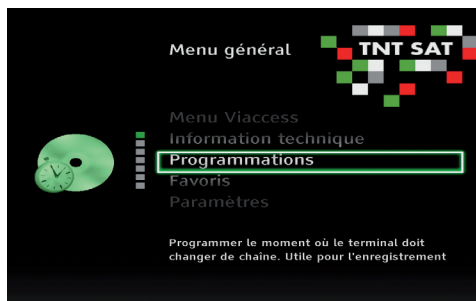 Menu général
TNT SAT
Menu Viaccess
Information technique
Programmations
Favoris
Paramètres
Programmer le moment où le terminal doit
changer de chaîne. Utile pour l'enregistrement